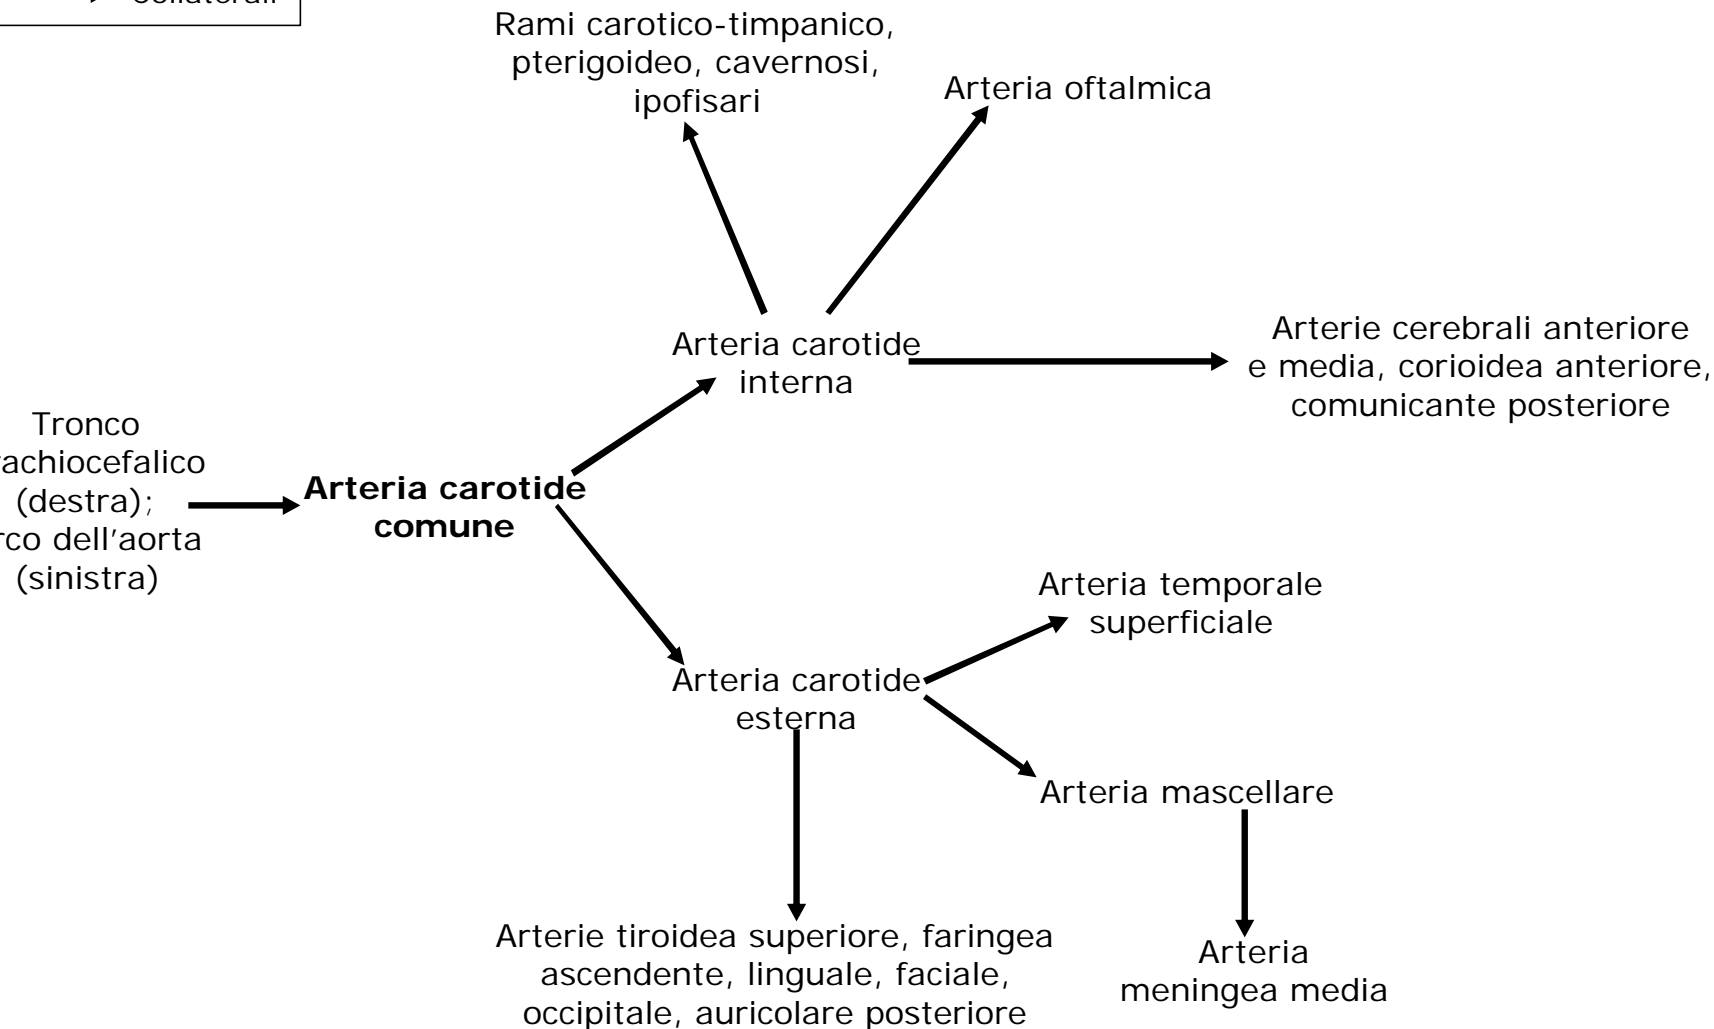 collaterali
Rami carotico-timpanico,
pterigoideo, cavernosi,
ipofisari
Arteria oftalmica
Arteria carotide
interna
Arterie cerebrali anteriore
e media, corioidea anteriore,
comunicante posteriore
Tronco
achiocefalico
(destra);
rco dell’aorta
(sinistra)
Arteria carotide
comune
Arteria temporale
superficiale
Arteria carotide
esterna
Arteria mascellare
Arterie tiroidea superiore, faringea
ascendente, linguale, faciale,
occipitale, auricolare posteriore
Arteria
meningea media